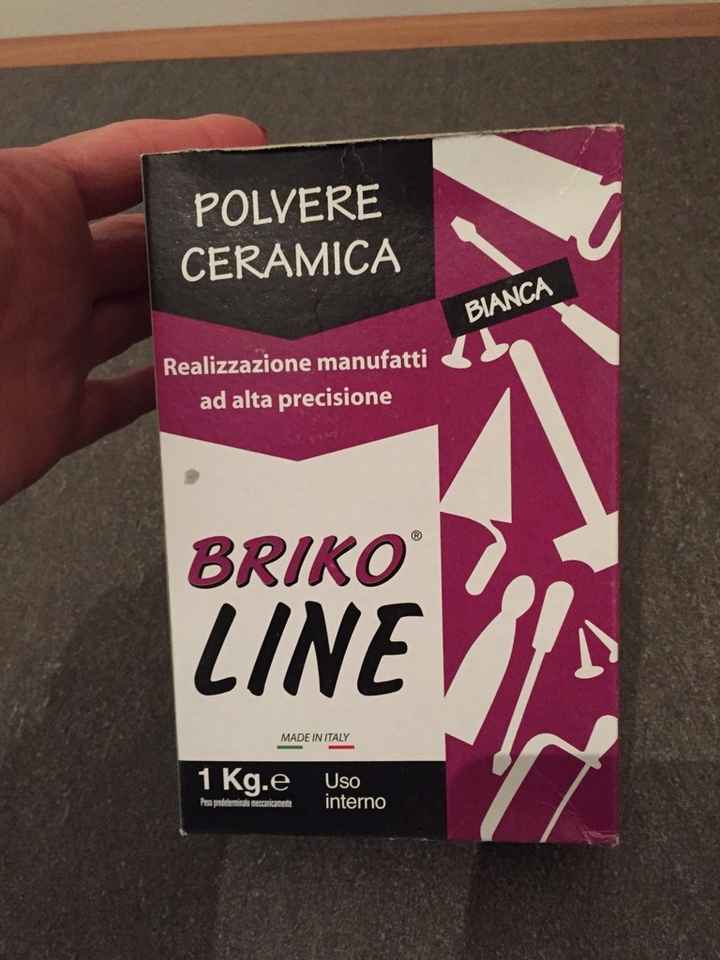 POLVERE
CERAMICA
BIANCA
Realizzazione manufatti
ad alta precisione
BRIKO®
LINE
MADE IN ITALY
1 Kg.e
Peso predeterminato meccanicamente
Uso
interno